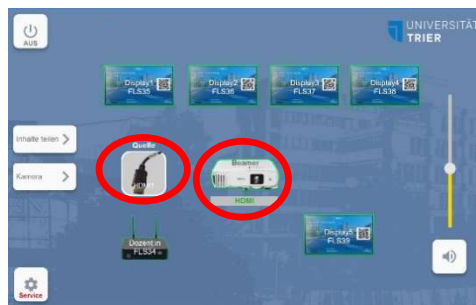 AUS
UNIVERSITÄT
TRIER
Display1
FLS35
Display2
FLS36
Display3
FLS37
Display4
FLS38
Inhalte teilen
Kamera
Quelle
HDMI
Beamer
HDMI
Dozent:in
FLS34
Display5
FLS39
Service